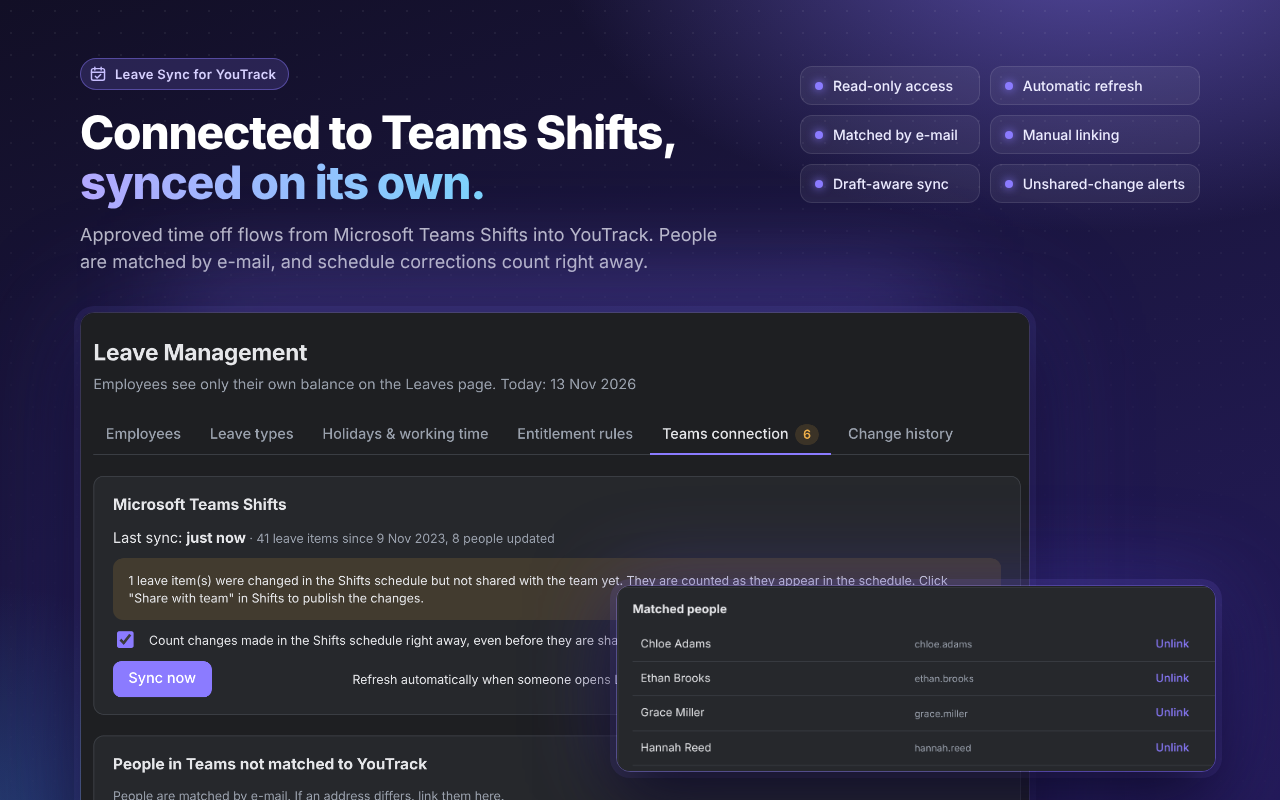 Leave Sync for YouTrack
Connected to Teams Shifts,
synced on its own.
Approved time off flows from Microsoft Teams Shifts into YouTrack. People
are matched by e-mail, and schedule corrections count right away.
Read-only access
Automatic refresh
Matched by e-mail
Manual linking
Draft-aware sync
Unshared-change alerts
Leave Management
Employees see only their own balance on the Leaves page. Today: 13 Nov 2026
Employees Leave types Holidays & working time Entitlement rules Teams connection 6 Change history
Microsoft Teams Shifts
Last sync: just now · 41 leave items since 9 Nov 2023, 8 people updated
1 leave item(s) were changed in the Shifts schedule but not shared with the team yet. They are counted as they appear in the schedule. Click
"Share with team" in Shifts to publish the changes.
Count changes made in the Shifts schedule right away, even before they are
Sync now
Refresh automatically when someone opens
People in Teams not matched to YouTrack
People are matched by e-mail. If an address differs, link them here.
Matched people
Chloe Adams chloe.adams Unlink
Ethan Brooks ethan.brooks Unlink
Grace Miller grace.miller Unlink
Hannah Reed hannah.reed Unlink